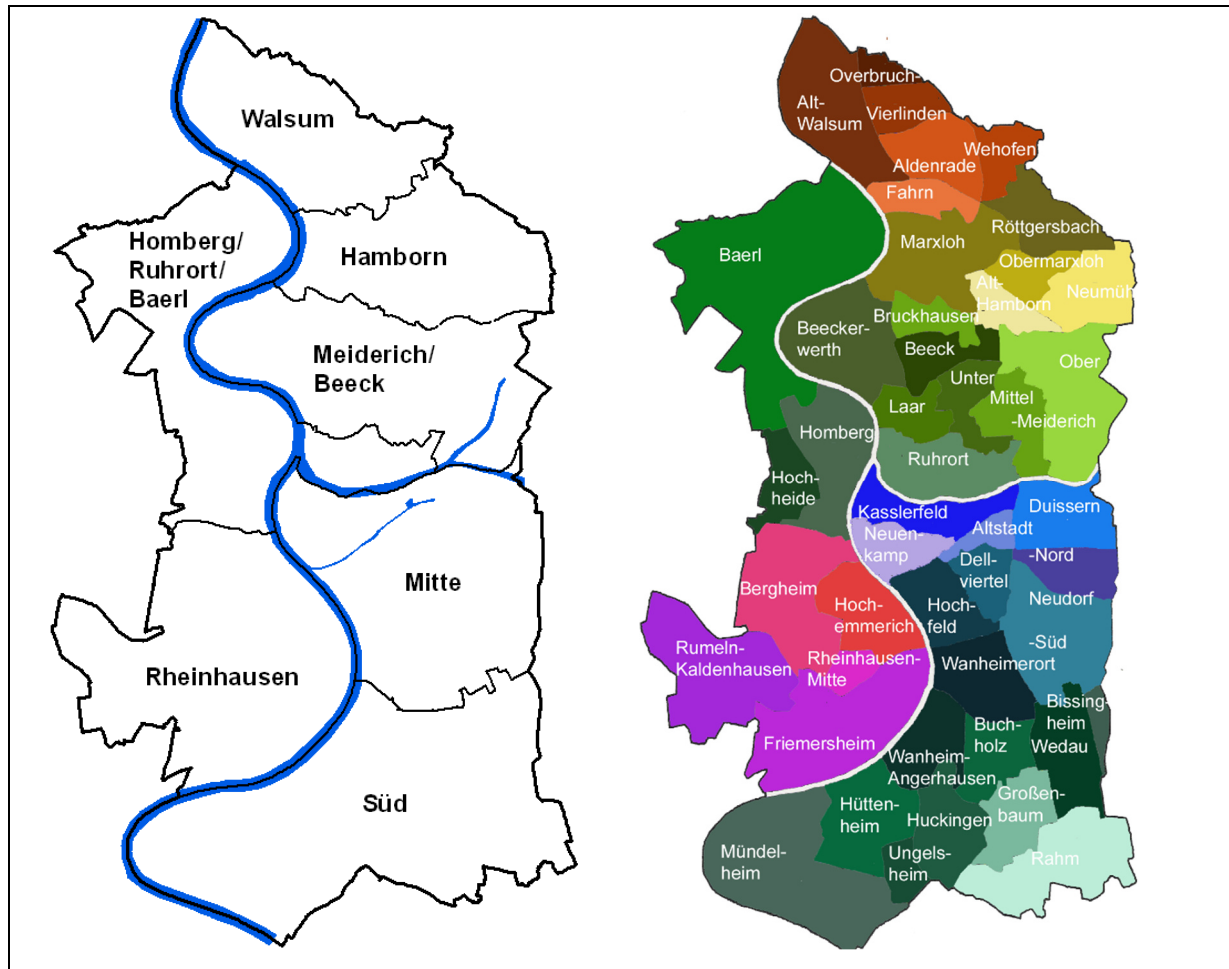 Walsum
Homberg/
Ruhrort/
Baerl
Hamborn
Meiderich/
Beeck
Mitte
Rheinhausen
Süd
Overbruch-
Alt-
Walsum
Vierlinden
Wehofen
Aldenrade
Fahrn
Röttgersbach
Marxloh
Baerl
Obermarxloh
Alt-
Hamborn
Neumüh
Bruckhausen
Beecker-
werth
Beeck
Ober
Unter
Mittel
-Meiderich
Laar
Homberg
Ruhrort
Hoch-
heide
Kasslerfeld
Duissern
Altstadt
Neuen-
kamp
Dell-
viertel
-Nord
Neudorf
-Süd
Bergheim
Hoch-
emmerich
Hoch-
feld
Rumeln-
Kaldenhausen
Rheinhausen-
Mitte
Wanheimerort
Bissing-
heim
Wedau
Buch-
holz
Friemersheim
Wanheim-
Angerhausen
Großen-
baum
Hütten-
heim
Huckingen
Mündel-
heim
Ungels-
heim
Rahm